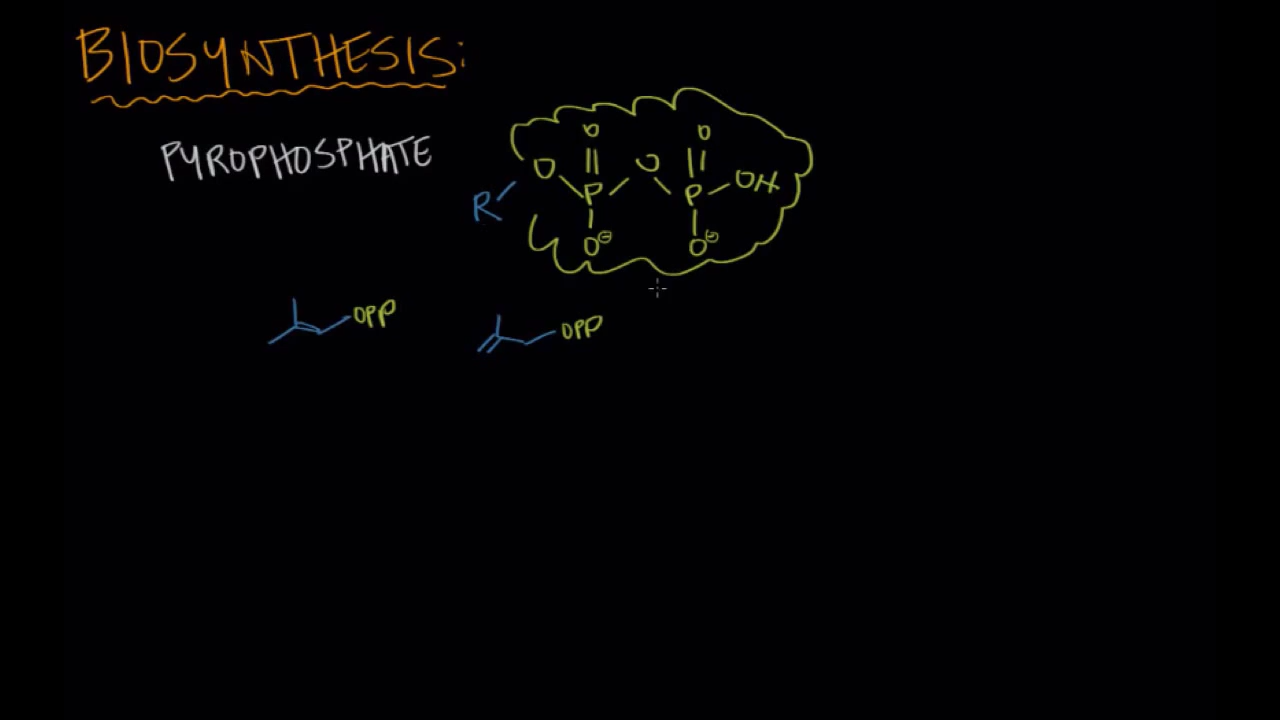 BIOSYNTHESIS:
PYROPHOSPHATE
O O
R O P O P OH
O⊖ O⊖
OPP OPP